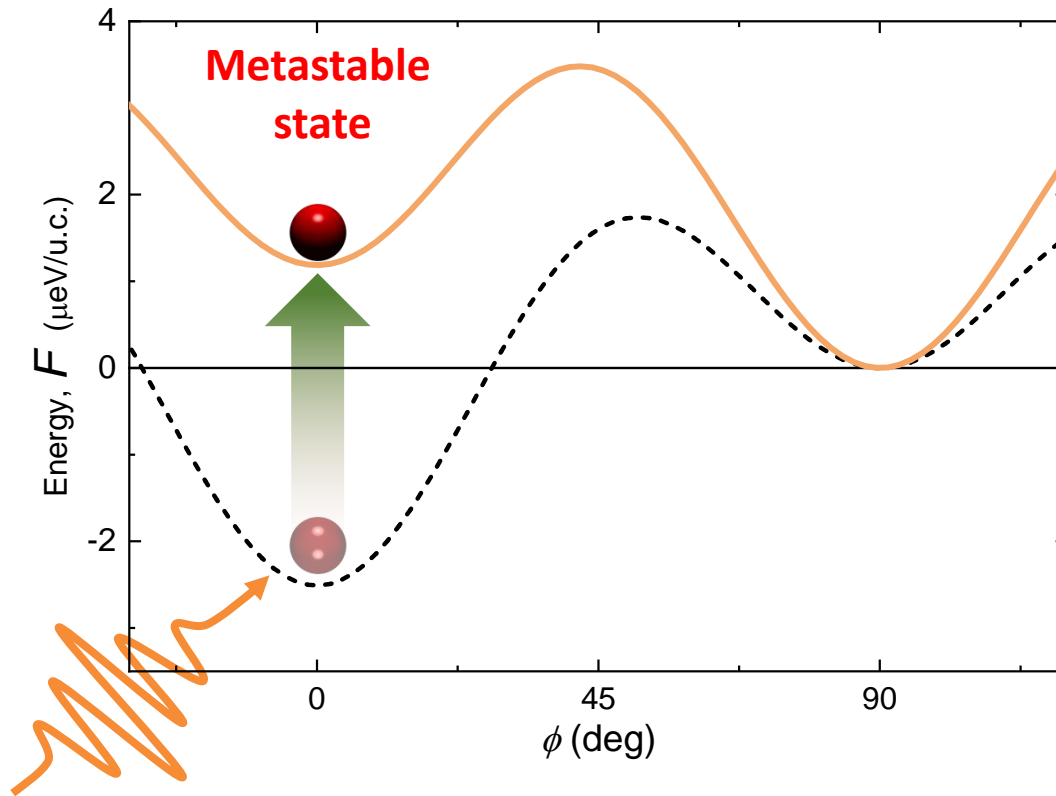 4
Metastable
state
2
0
-2
Energy, F (μeV/u.c.)
0 45 90
ϕ (deg)